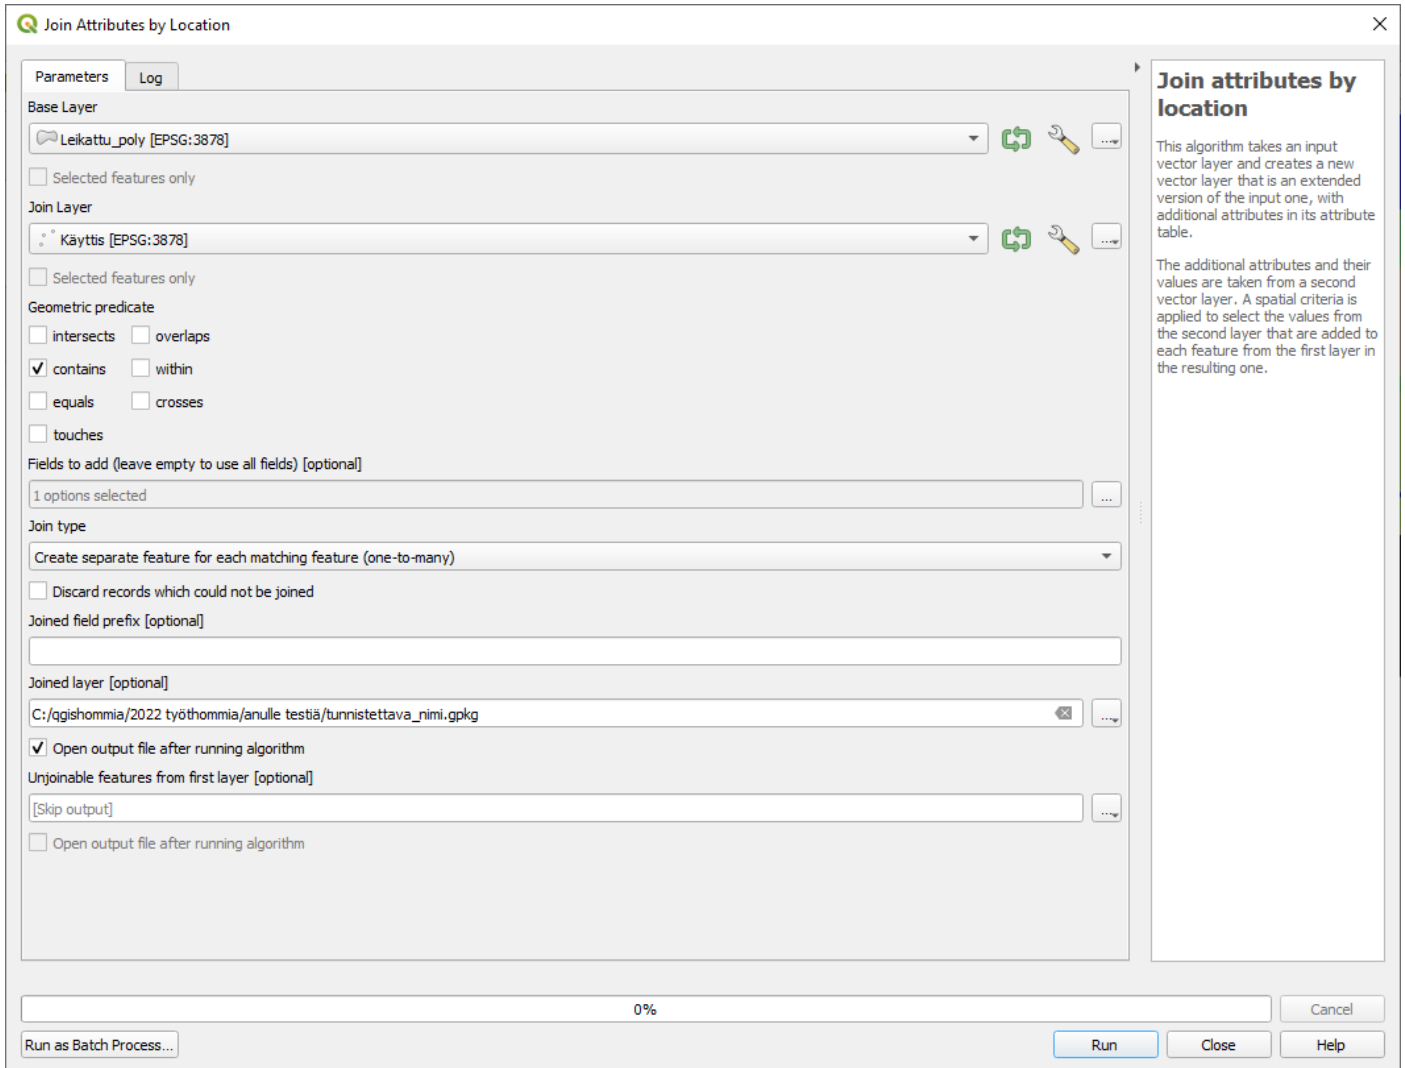 Join Attributes by Location
Parameters
Log
Base Layer
Leikattu_poly [EPSG:3878]
...
Selected features only
Join Layer
Käyttis [EPSG:3878]
...
Selected features only
Geometric predicate
intersects
overlaps
contains
within
equals
crosses
touches
Fields to add (leave empty to use all fields) [optional]
1 options selected
...
Join type
Create separate feature for each matching feature (one-to-many)
Discard records which could not be joined
Joined field prefix [optional]
Joined layer [optional]
C:/qgishommia/2022 työthommia/anulle testiä/tunnistettava_nimi.gpkg
...
Open output file after running algorithm
Unjoinable features from first layer [optional]
[Skip output]
...
Open output file after running algorithm
Join attributes by
location
This algorithm takes an input
vector layer and creates a new
vector layer that is an extended
version of the input one, with
additional attributes in its attribute
table.
The additional attributes and their
values are taken from a second
vector layer. A spatial criteria is
applied to select the values from
the second layer that are added to
each feature from the first layer in
the resulting one.
0%
Cancel
Run as Batch Process...
Run
Close
Help